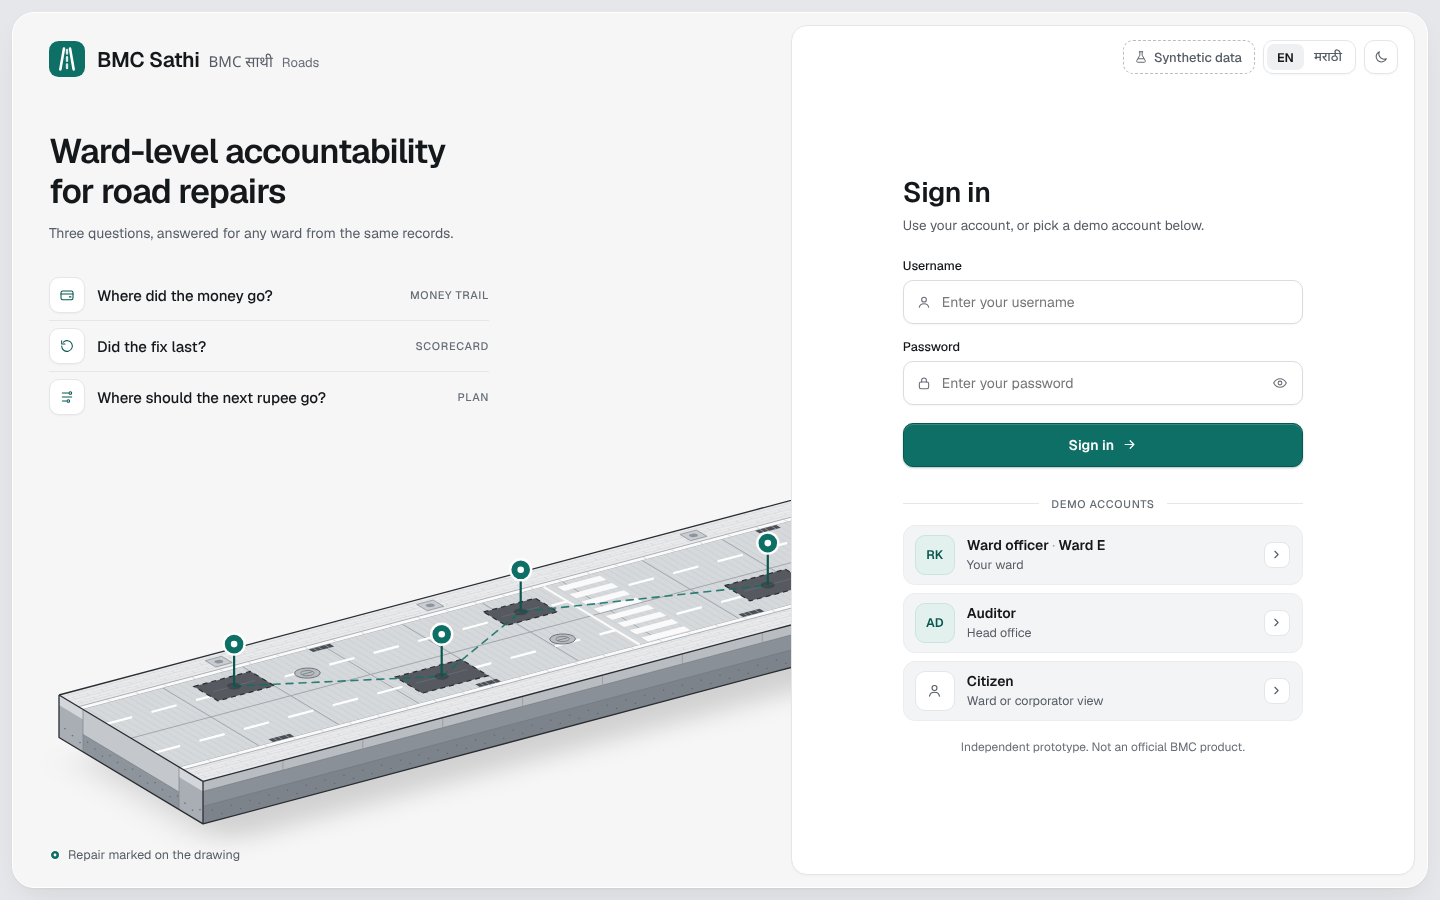 BMC Sathi BMC साथी Roads
Ward-level accountability
for road repairs
Three questions, answered for any ward from the same records.
Where did the money go? MONEY TRAIL
Did the fix last? SCORECARD
Where should the next rupee go? PLAN
Repair marked on the drawing
Synthetic data EN मराठी
Sign in
Use your account, or pick a demo account below.
Username
Enter your username
Password
Enter your password
Sign in →
DEMO ACCOUNTS
RK Ward officer · Ward E
Your ward
AD Auditor
Head office
Citizen
Ward or corporator view
Independent prototype. Not an official BMC product.